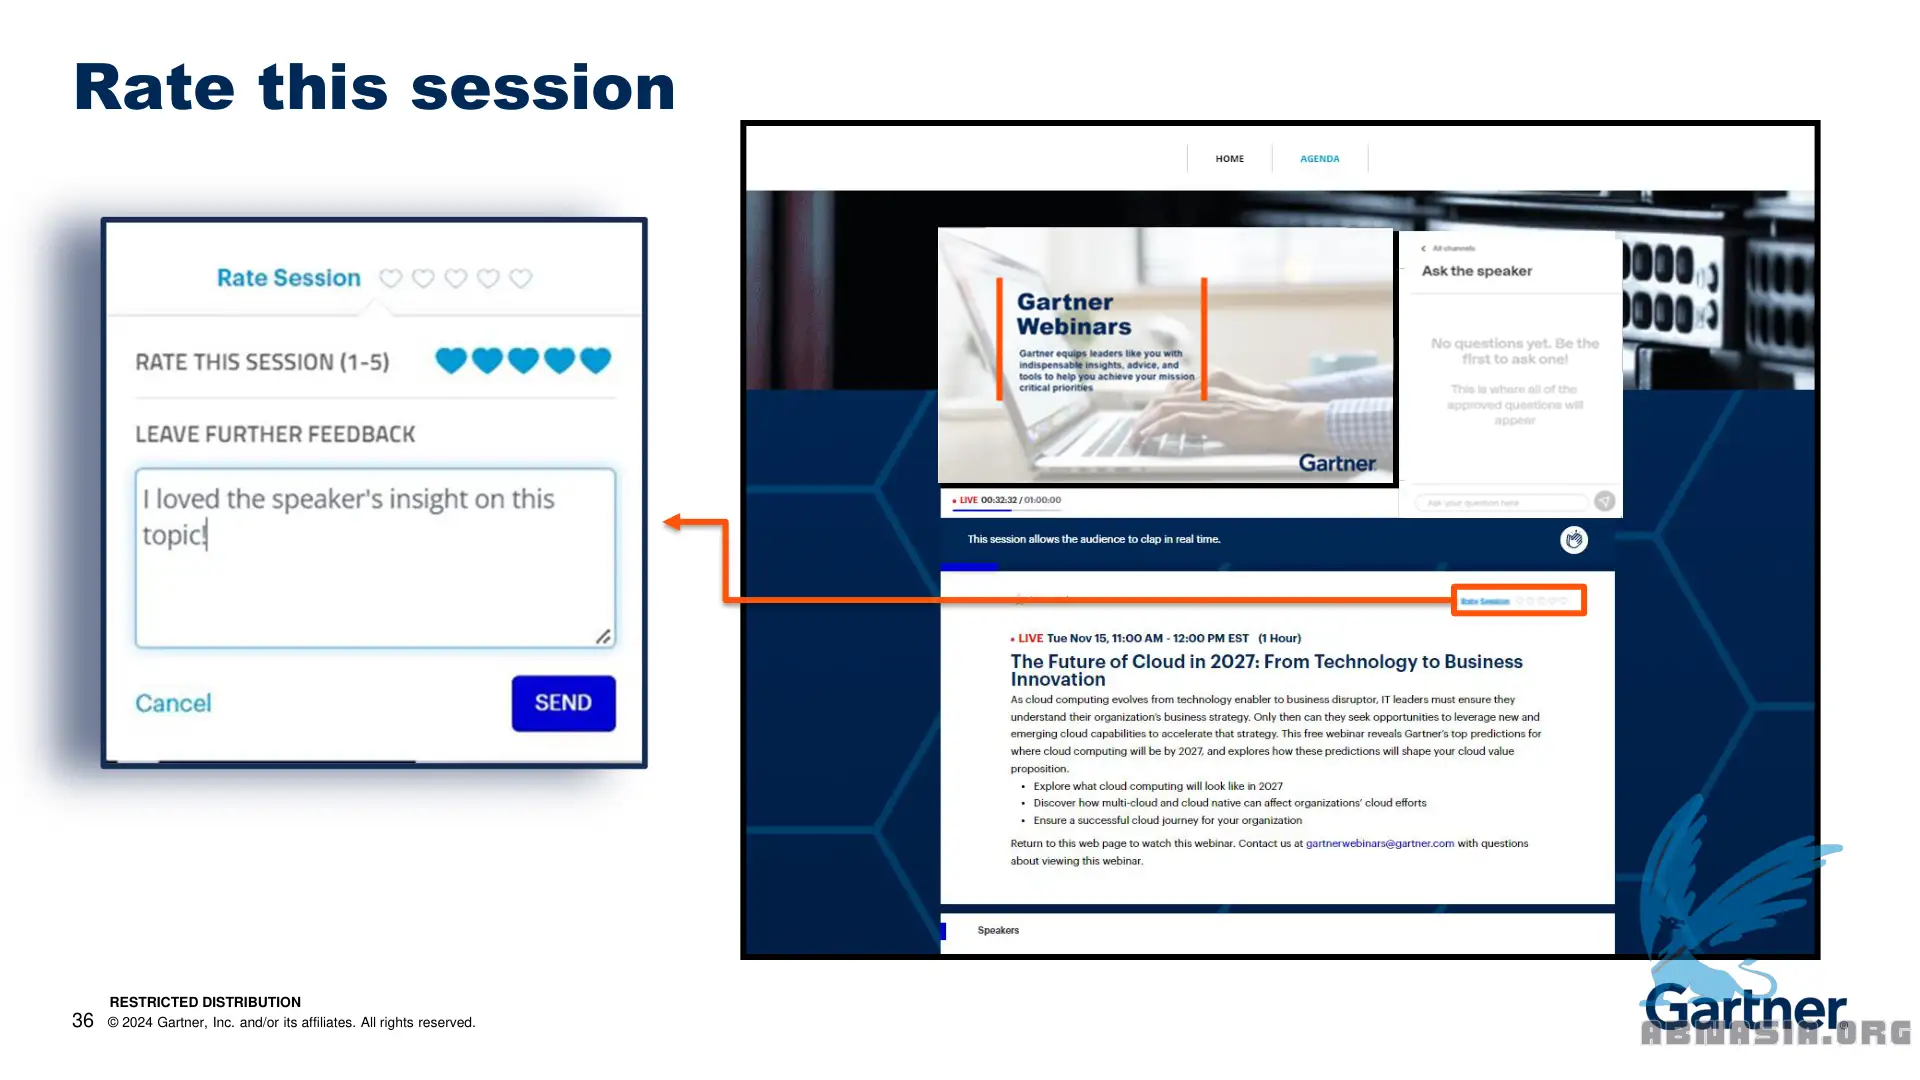 Rate this session
Rate Session
RATE THIS SESSION (1-5)
LEAVE FURTHER FEEDBACK
I loved the speaker's insight on this
topic!
Cancel
SEND
HOME
AGENDA
Gartner
Webinars
Gartner equips leaders like you with
indispensable insights, advice, and
tools to help you achieve your mission
critical priorities
Gartner
All channels
Ask the speaker
No questions yet. Be the
first to ask one!
This is where all of the
approved questions will
appear
Ask your question here
• LIVE 00:32:32 / 01:00:00
This session allows the audience to clap in real time.
Rate Session
• LIVE Tue Nov 15, 11:00 AM - 12:00 PM EST (1 Hour)
The Future of Cloud in 2027: From Technology to Business
Innovation
As cloud computing evolves from technology enabler to business disruptor, IT leaders must ensure they
understand their organization's business strategy. Only then can they seek opportunities to leverage new and
emerging cloud capabilities to accelerate that strategy. This free webinar reveals Gartner's top predictions for
where cloud computing will be by 2027, and explores how these predictions will shape your cloud value
proposition.
• Explore what cloud computing will look like in 2027
• Discover how multi-cloud and cloud native can affect organizations' cloud efforts
• Ensure a successful cloud journey for your organization
Return to this web page to watch this webinar. Contact us at gartnerwebinars@gartner.com with questions
about viewing this webinar.
Speakers
RESTRICTED DISTRIBUTION
36 © 2024 Gartner, Inc. and/or its affiliates. All rights reserved.
Gartner®
ABWASIA.ORG